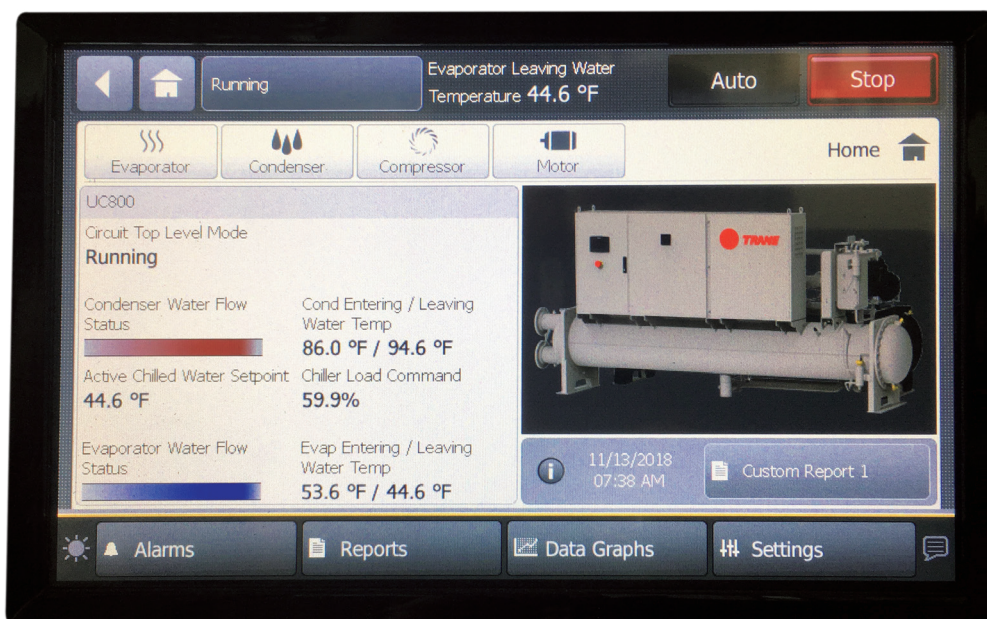 Running
Evaporator Leaving Water
Temperature 44.6 °F
Auto
Stop
Evaporator
Condenser
Compressor
Motor
Home
UC800
Circuit Top Level Mode
Running
Condenser Water Flow
Status
Cond Entering / Leaving
Water Temp
86.0 °F / 94.6 °F
Active Chilled Water Setpoint
44.6 °F
Chiller Load Command
59.9%
Evaporator Water Flow
Status
Evap Entering / Leaving
Water Temp
53.6 °F / 44.6 °F
TRANE
11/13/2018
07:38 AM
Custom Report 1
Alarms
Reports
Data Graphs
Settings